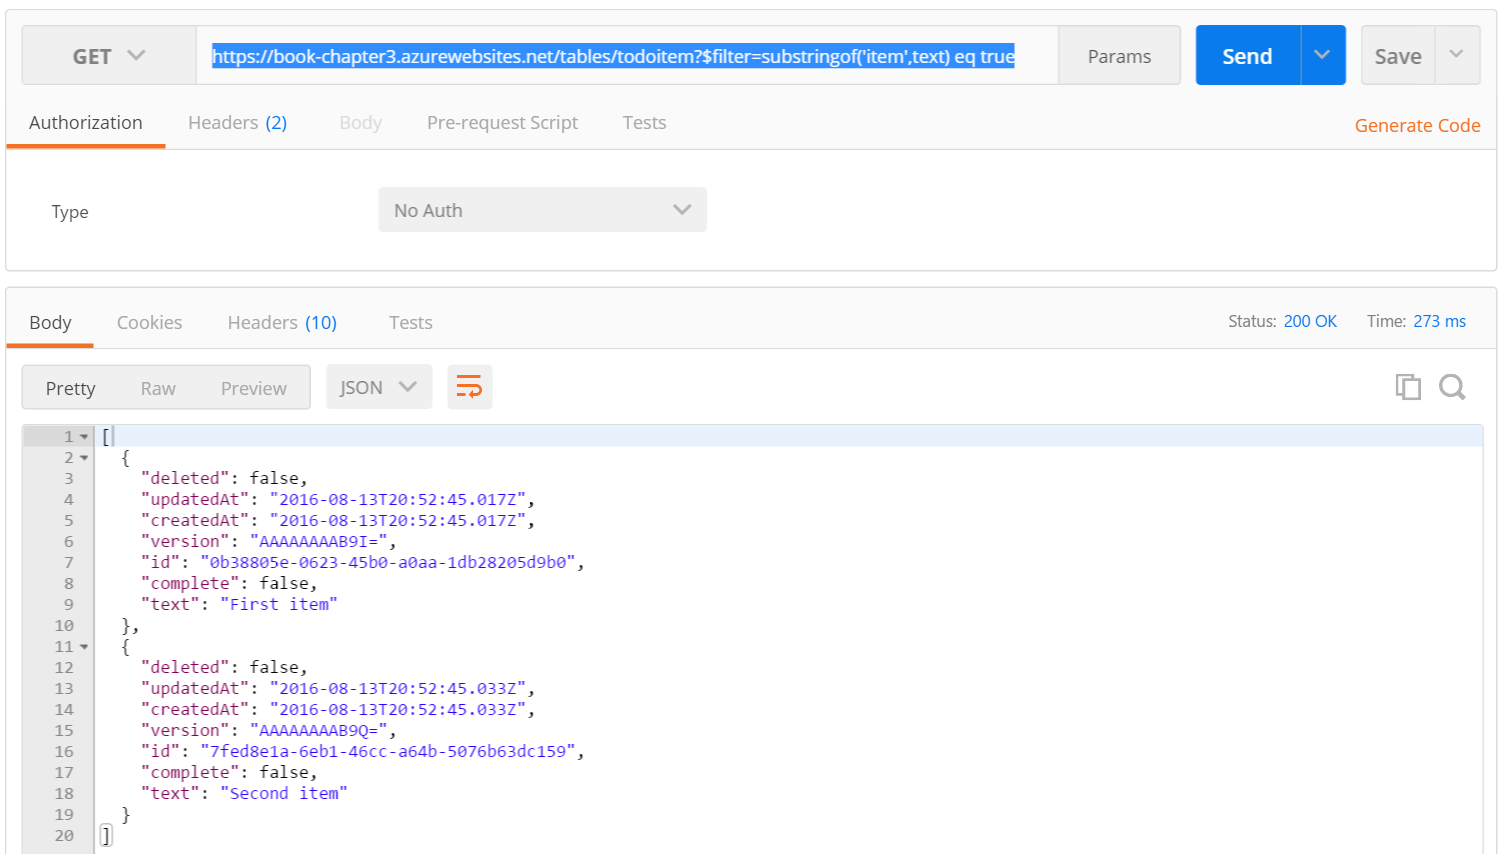 GET https://book-chapter3.azurewebsites.net/tables/todoitem?$filter=substringof('item',text) eq true Params Send Save
Authorization Headers (2) Body Pre-request Script Tests Generate Code
Type No Auth
Body Cookies Headers (10) Tests Status: 200 OK Time: 273 ms
Pretty Raw Preview JSON
1 [
2 {
3 "deleted": false,
4 "updatedAt": "2016-08-13T20:52:45.017Z",
5 "createdAt": "2016-08-13T20:52:45.017Z",
6 "version": "AAAAAAAAB9I=",
7 "id": "0b38805e-0623-45b0-a0aa-1db28205d9b0",
8 "complete": false,
9 "text": "First item"
10 },
11 {
12 "deleted": false,
13 "updatedAt": "2016-08-13T20:52:45.033Z",
14 "createdAt": "2016-08-13T20:52:45.033Z",
15 "version": "AAAAAAAAB9Q=",
16 "id": "7fed8e1a-6eb1-46cc-a64b-5076b63dc159",
17 "complete": false,
18 "text": "Second item"
19 }
20 ]